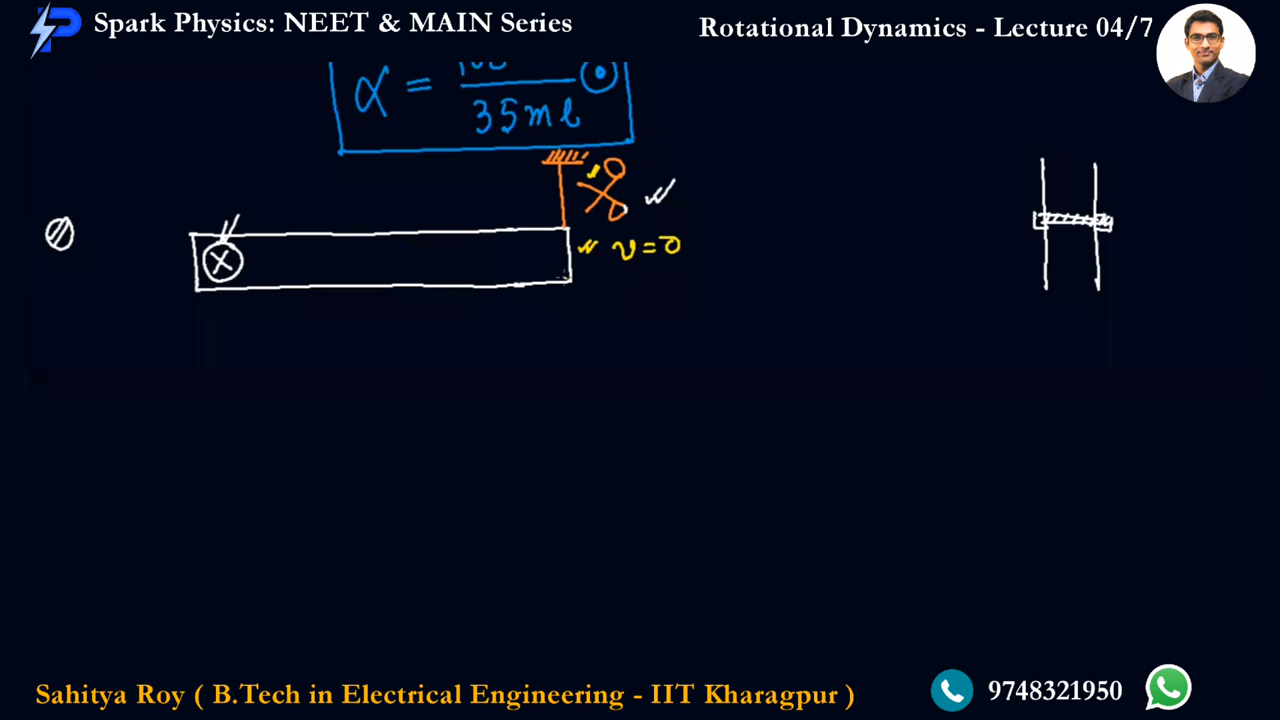 Spark Physics: NEET & MAIN Series
Rotational Dynamics - Lecture 04/7
α =
35ml
v=0
Sahitya Roy ( B.Tech in Electrical Engineering - IIT Kharagpur )
9748321950